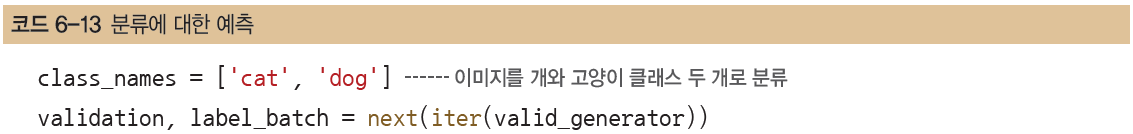 코드 6-13 분류에 대한 예측
class_names = ['cat', 'dog'] ------ 이미지를 개와 고양이 클래스 두 개로 분류
validation, label_batch = next(iter(valid_generator))